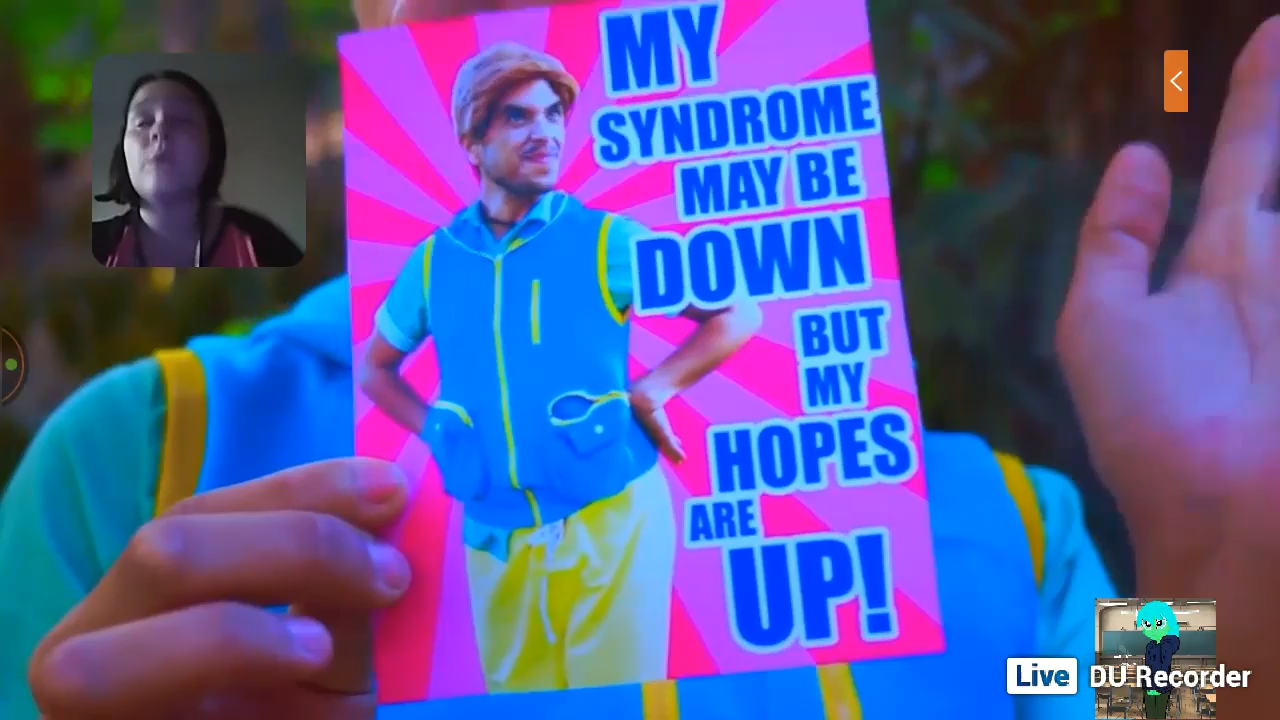 MY
SYNDROME
MAY BE
DOWN
BUT
MY
HOPES
ARE
UP!
Live DU Recorder